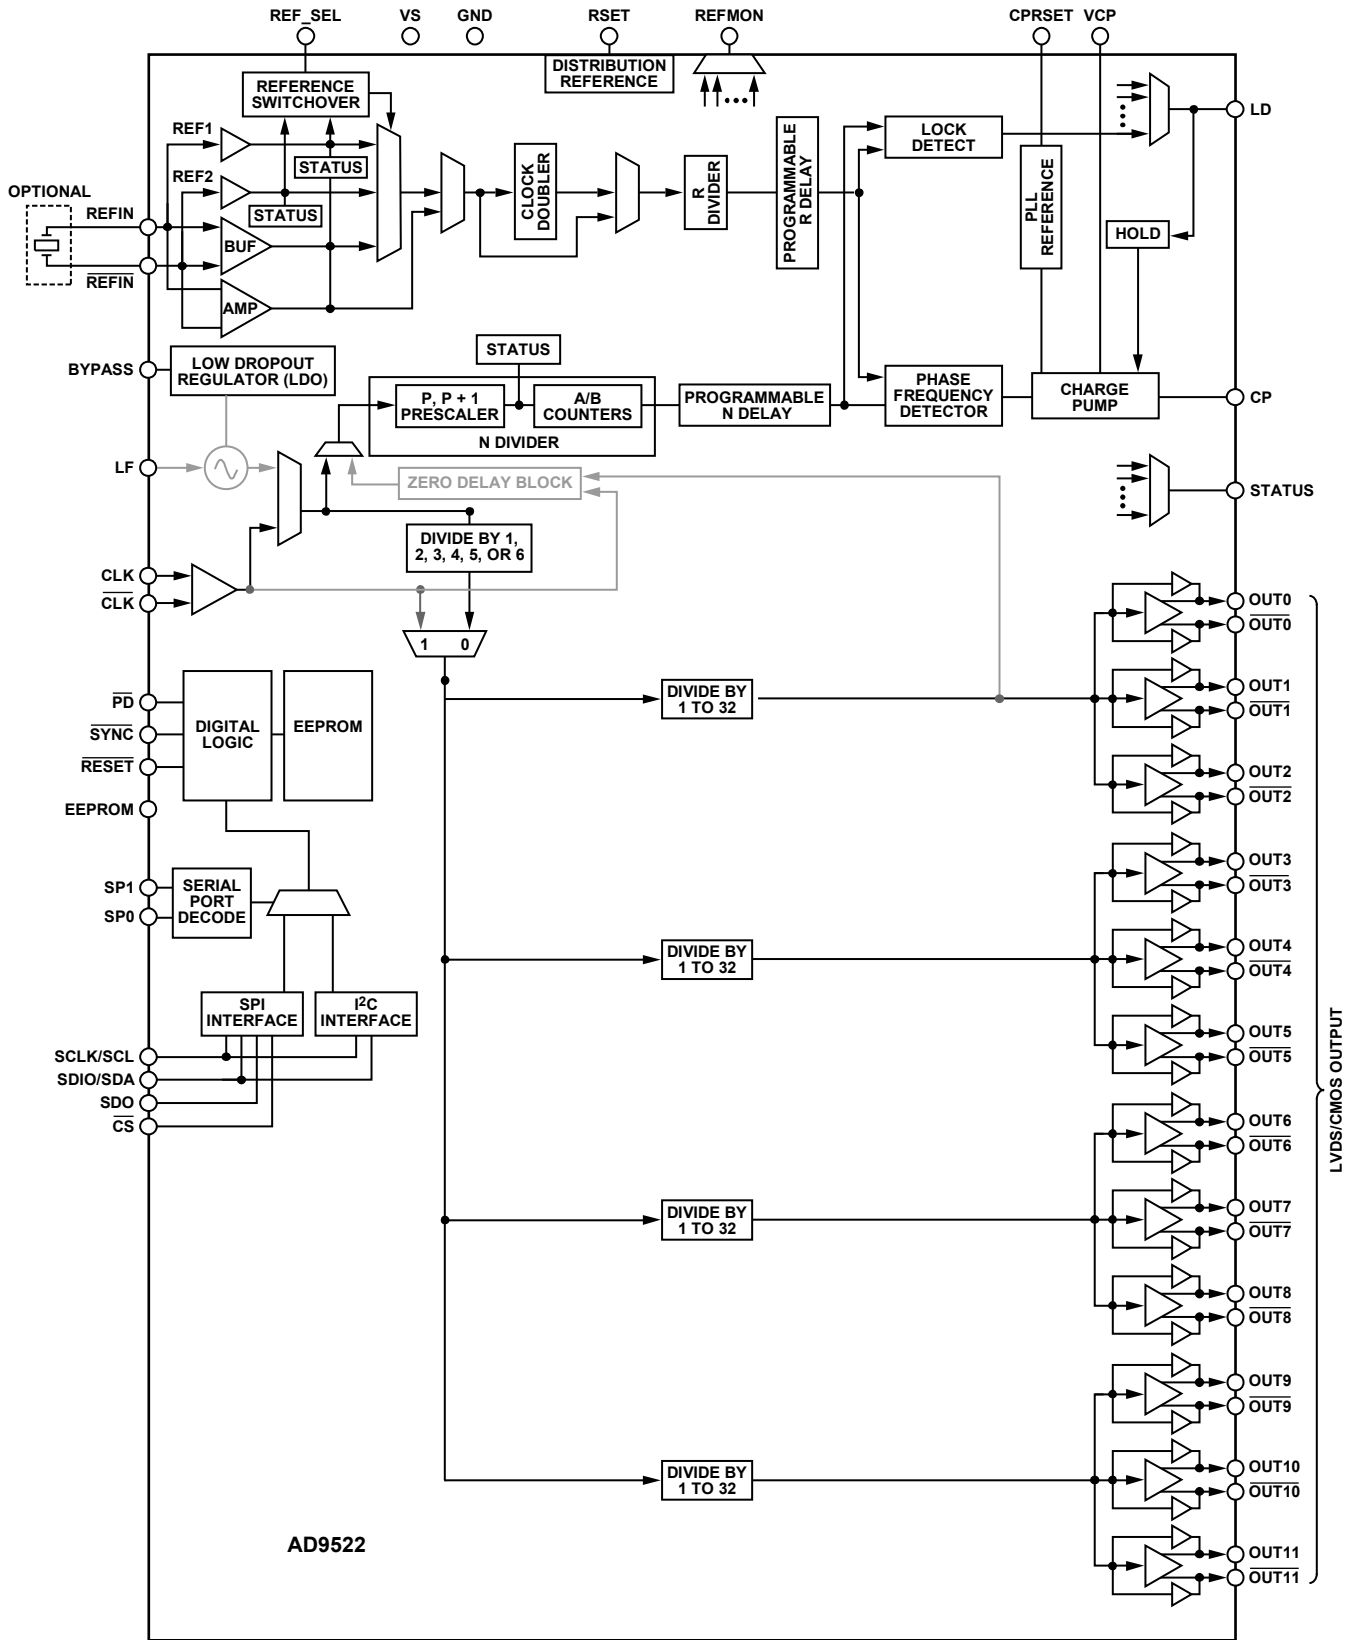 REF_SEL
VS
GND
RSET
REFMON
CPRSET
VCP
DISTRIBUTION
REFERENCE
REFERENCE
SWITCHOVER
LD
REF1
STATUS
REF2
STATUS
OPTIONAL
REFIN
REFIN
BUF
AMP
CLOCK
DOUBLER
R
DIVIDER
PROGRAMMABLE
R DELAY
LOCK
DETECT
PLL
REFERENCE
HOLD
BYPASS
LOW DROPOUT
REGULATOR (LDO)
STATUS
P, P + 1
PRESCALER
A/B
COUNTERS
N DIVIDER
PROGRAMMABLE
N DELAY
PHASE
FREQUENCY
DETECTOR
CHARGE
PUMP
CP
LF
ZERO DELAY BLOCK
STATUS
DIVIDE BY 1,
2, 3, 4, 5, OR 6
CLK
CLK
1 0
PD
SYNC
RESET
EEPROM
DIGITAL
LOGIC
EEPROM
SP1
SP0
SERIAL
PORT
DECODE
SPI
INTERFACE
I2C
INTERFACE
SCLK/SCL
SDIO/SDA
SDO
CS
DIVIDE BY
1 TO 32
DIVIDE BY
1 TO 32
DIVIDE BY
1 TO 32
DIVIDE BY
1 TO 32
OUT0
OUT0
OUT1
OUT1
OUT2
OUT2
OUT3
OUT3
OUT4
OUT4
OUT5
OUT5
OUT6
OUT6
OUT7
OUT7
OUT8
OUT8
OUT9
OUT9
OUT10
OUT10
OUT11
OUT11
LVDS/CMOS OUTPUT
AD9522